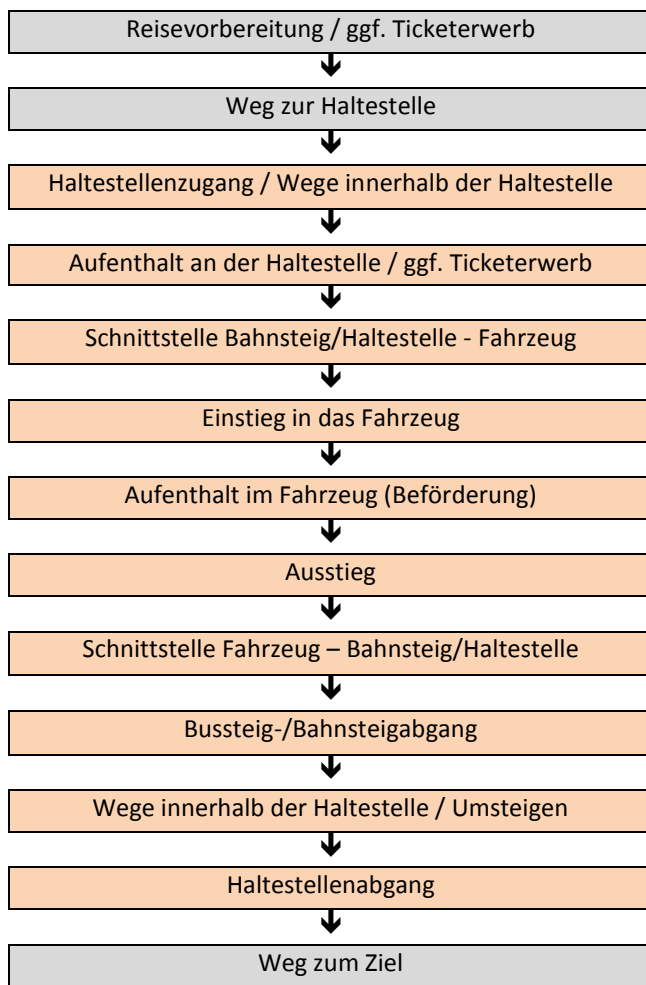 Reisevorbereitung / ggf. Ticketerwerb
Weg zur Haltestelle
Haltestellenzugang / Wege innerhalb der Haltestelle
Aufenthalt an der Haltestelle / ggf. Ticketerwerb
Schnittstelle Bahnsteig/Haltestelle - Fahrzeug
Einstieg in das Fahrzeug
Aufenthalt im Fahrzeug (Beförderung)
Ausstieg
Schnittstelle Fahrzeug – Bahnsteig/Haltestelle
Bussteig-/Bahnsteigabgang
Wege innerhalb der Haltestelle / Umsteigen
Haltestellenabgang
Weg zum Ziel